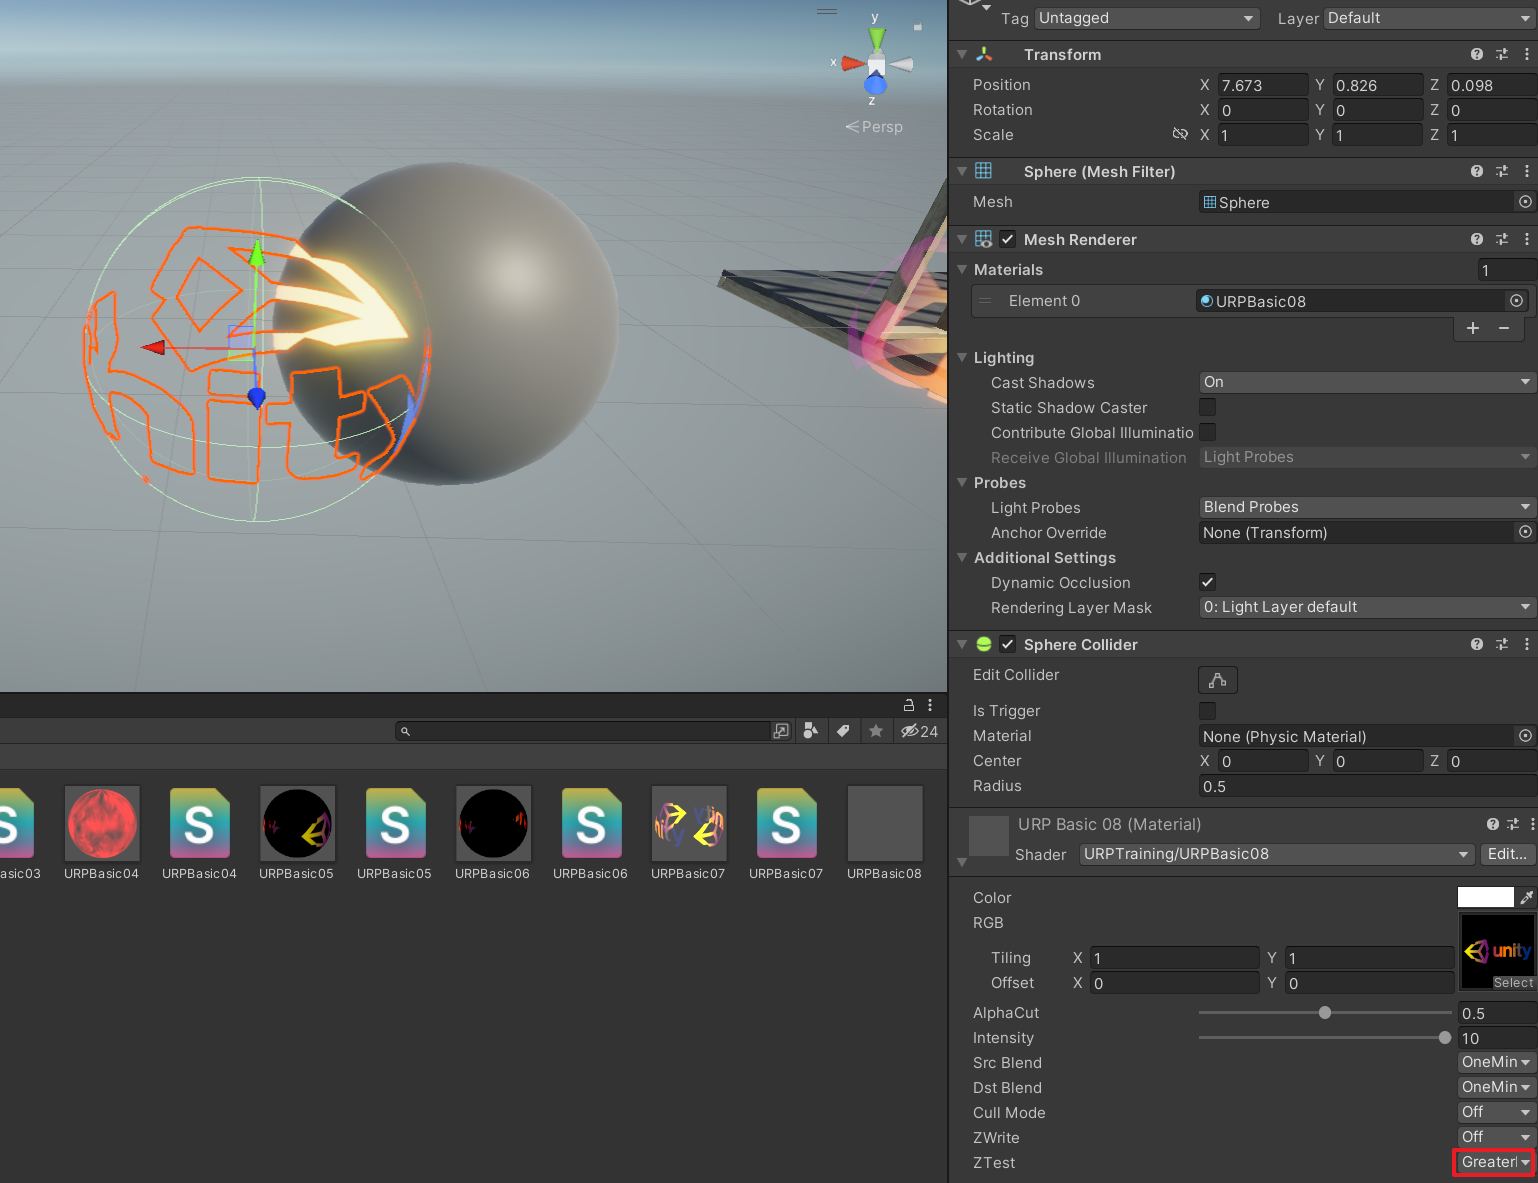 Tag Untagged Layer Default
Transform
Position X 7.673 Y 0.826 Z 0.098
Rotation X 0 Y 0 Z 0
Scale X 1 Y 1 Z 1
Sphere (Mesh Filter)
Mesh Sphere
Mesh Renderer
Materials 1
Element 0 URPBasic08
+ −
Lighting
Cast Shadows On
Static Shadow Caster
Contribute Global Illuminatio
Receive Global Illumination Light Probes
Probes
Light Probes Blend Probes
Anchor Override None (Transform)
Additional Settings
Dynamic Occlusion
Rendering Layer Mask 0: Light Layer default
Sphere Collider
Edit Collider
Is Trigger
Material None (Physic Material)
Center X 0 Y 0 Z 0
Radius 0.5
URP Basic 08 (Material)
Shader URPTraining/URPBasic08 Edit...
Color
RGB
Tiling X 1 Y 1
Offset X 0 Y 0
unity
Select
AlphaCut 0.5
Intensity 10
Src Blend OneMin
Dst Blend OneMin
Cull Mode Off
ZWrite Off
ZTest Greater
y
x
z
Persp
24
S S S S S
asic03 URPBasic04 URPBasic04 URPBasic05 URPBasic05 URPBasic06 URPBasic06 URPBasic07 URPBasic07 URPBasic08